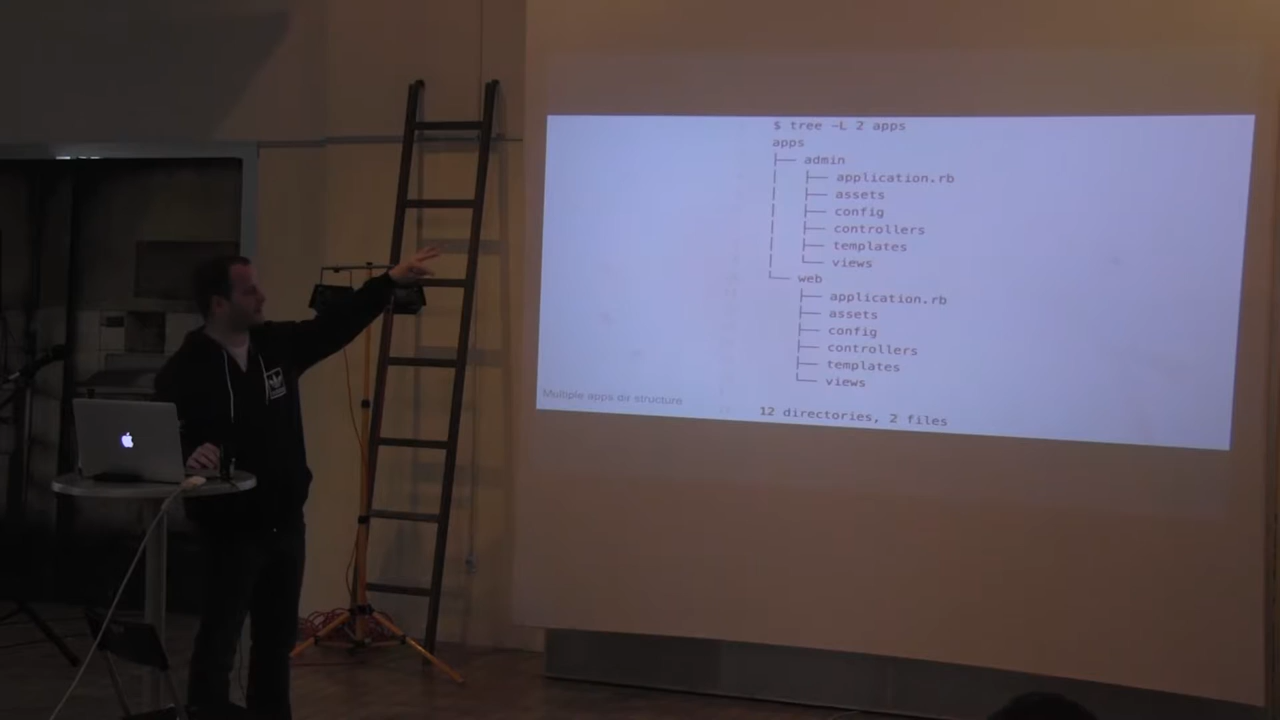 $ tree -L 2 apps
apps
├── admin
│   ├── application.rb
│   ├── assets
│   ├── config
│   ├── controllers
│   ├── templates
│   └── views
└── web
    ├── application.rb
    ├── assets
    ├── config
    ├── controllers
    ├── templates
    └── views
Multiple apps dir structure
12 directories, 2 files